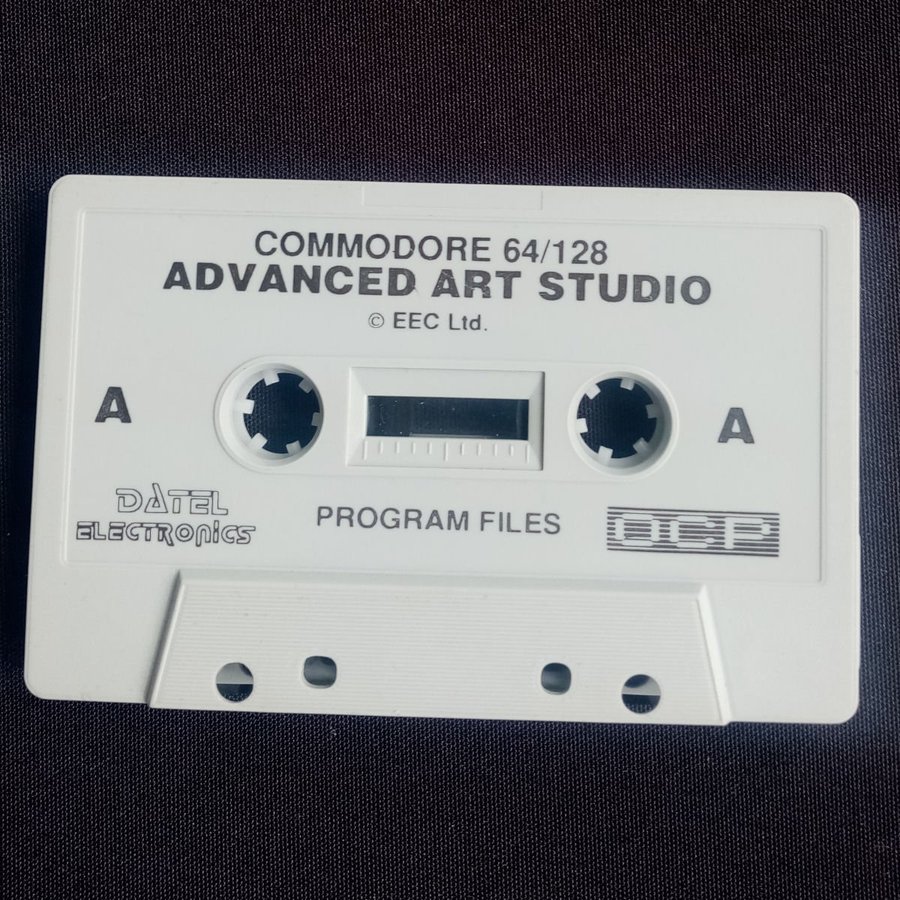 COMMODORE 64/128
ADVANCED ART STUDIO
© EEC Ltd.
A
A
DATEL
ELECTRONICS
PROGRAM FILES
OCP